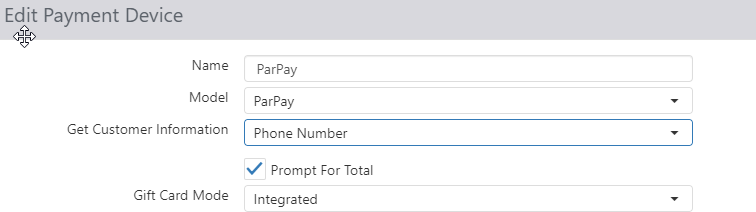 Edit Payment Device
Name ParPay
Model ParPay
Get Customer Information Phone Number
Prompt For Total
Gift Card Mode Integrated